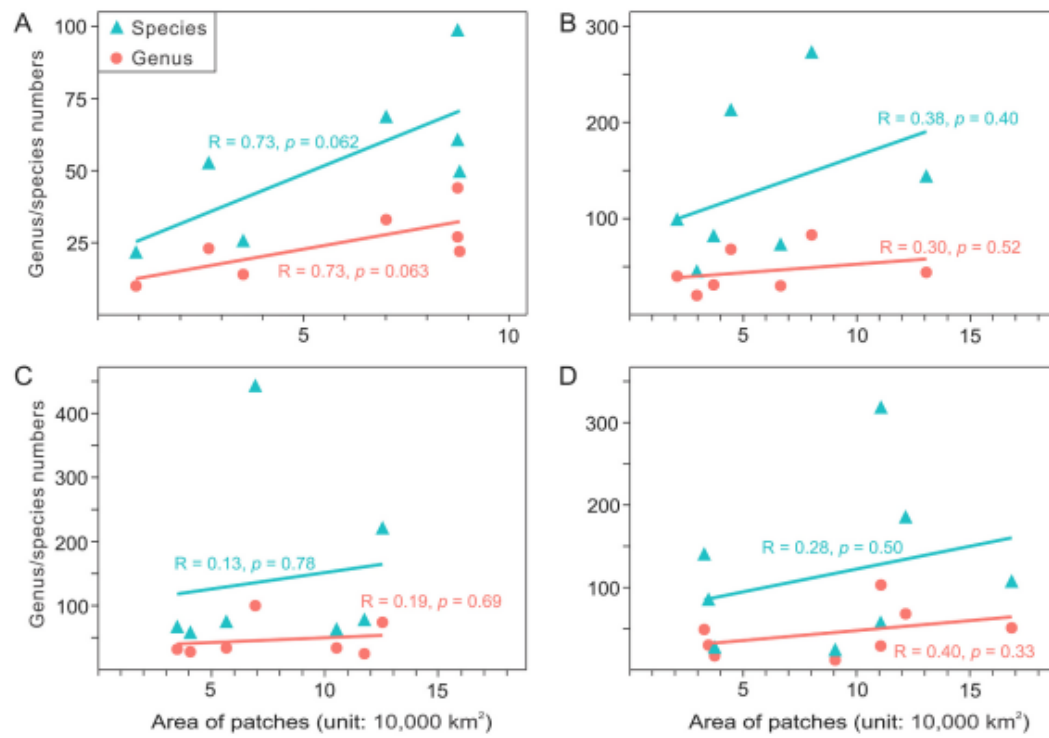 A
Species
Genus
Genus/species numbers
100
75
50
25
R = 0.73, p = 0.062
R = 0.73, p = 0.063
5
10
B
300
200
100
R = 0.38, p = 0.40
R = 0.30, p = 0.52
5
10
15
C
Genus/species numbers
400
300
200
100
R = 0.13, p = 0.78
R = 0.19, p = 0.69
5
10
15
Area of patches (unit: 10,000 km²)
D
300
200
100
R = 0.28, p = 0.50
R = 0.40, p = 0.33
5
10
15
Area of patches (unit: 10,000 km²)